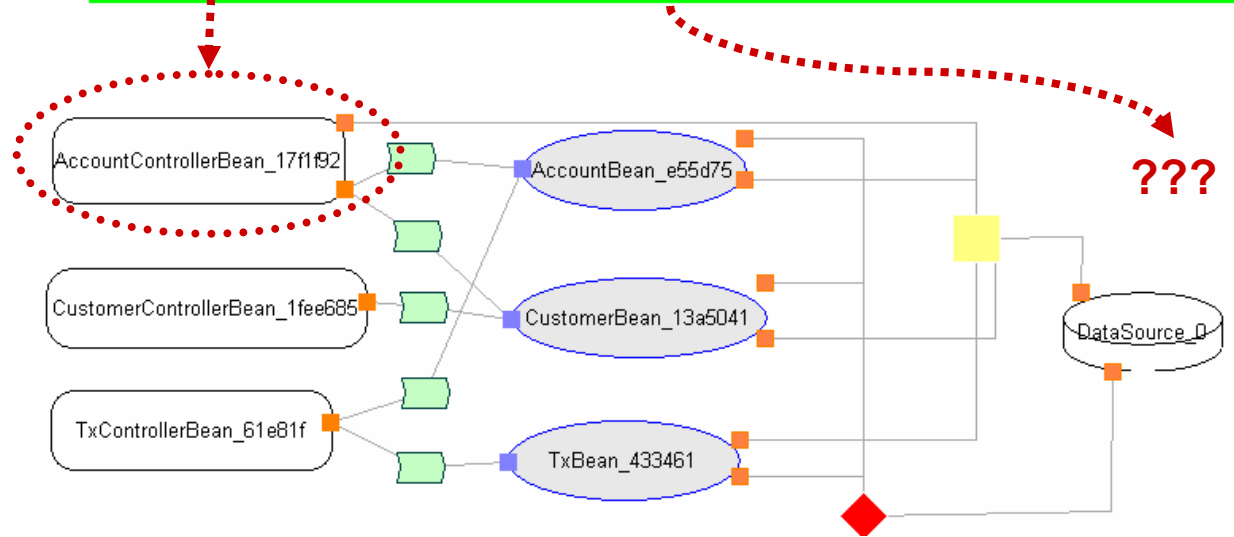 AccountControllerBean_17f1f92
AccountBean_e55d75
???
CustomerControllerBean_1fee685
CustomerBean_13a5041
DataSource_0
TxControllerBean_61e81f
TxBean_433461